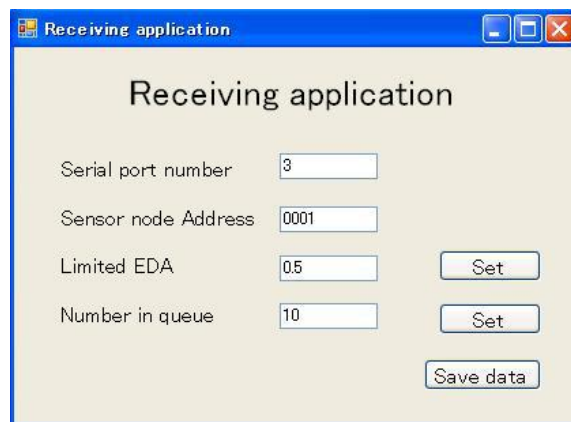 Receiving application
Receiving application
Serial port number 3
Sensor node Address 0001
Limited EDA 0.5 Set
Number in queue 10 Set
Save data